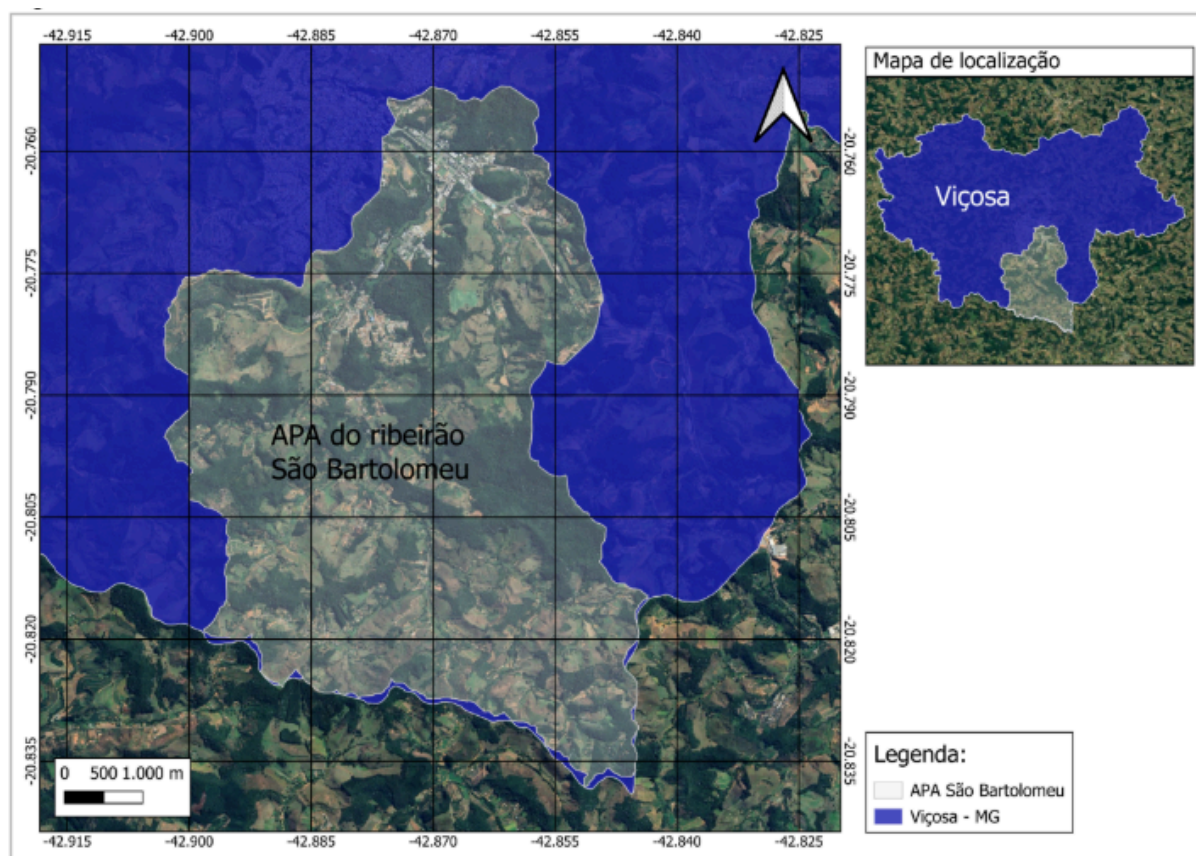 -42.915 -42.900 -42.885 -42.870 -42.855 -42.840 -42.825
Mapa de localização
-20.760 -20.760
Viçosa
-20.775 -20.775
-20.790 -20.790
APA do ribeirão
São Bartolomeu
-20.805 -20.805
-20.820 -20.820
-20.835 -20.835
0 500 1.000 m
Legenda:
APA São Bartolomeu
Viçosa - MG
-42.915 -42.900 -42.885 -42.870 -42.855 -42.840 -42.825